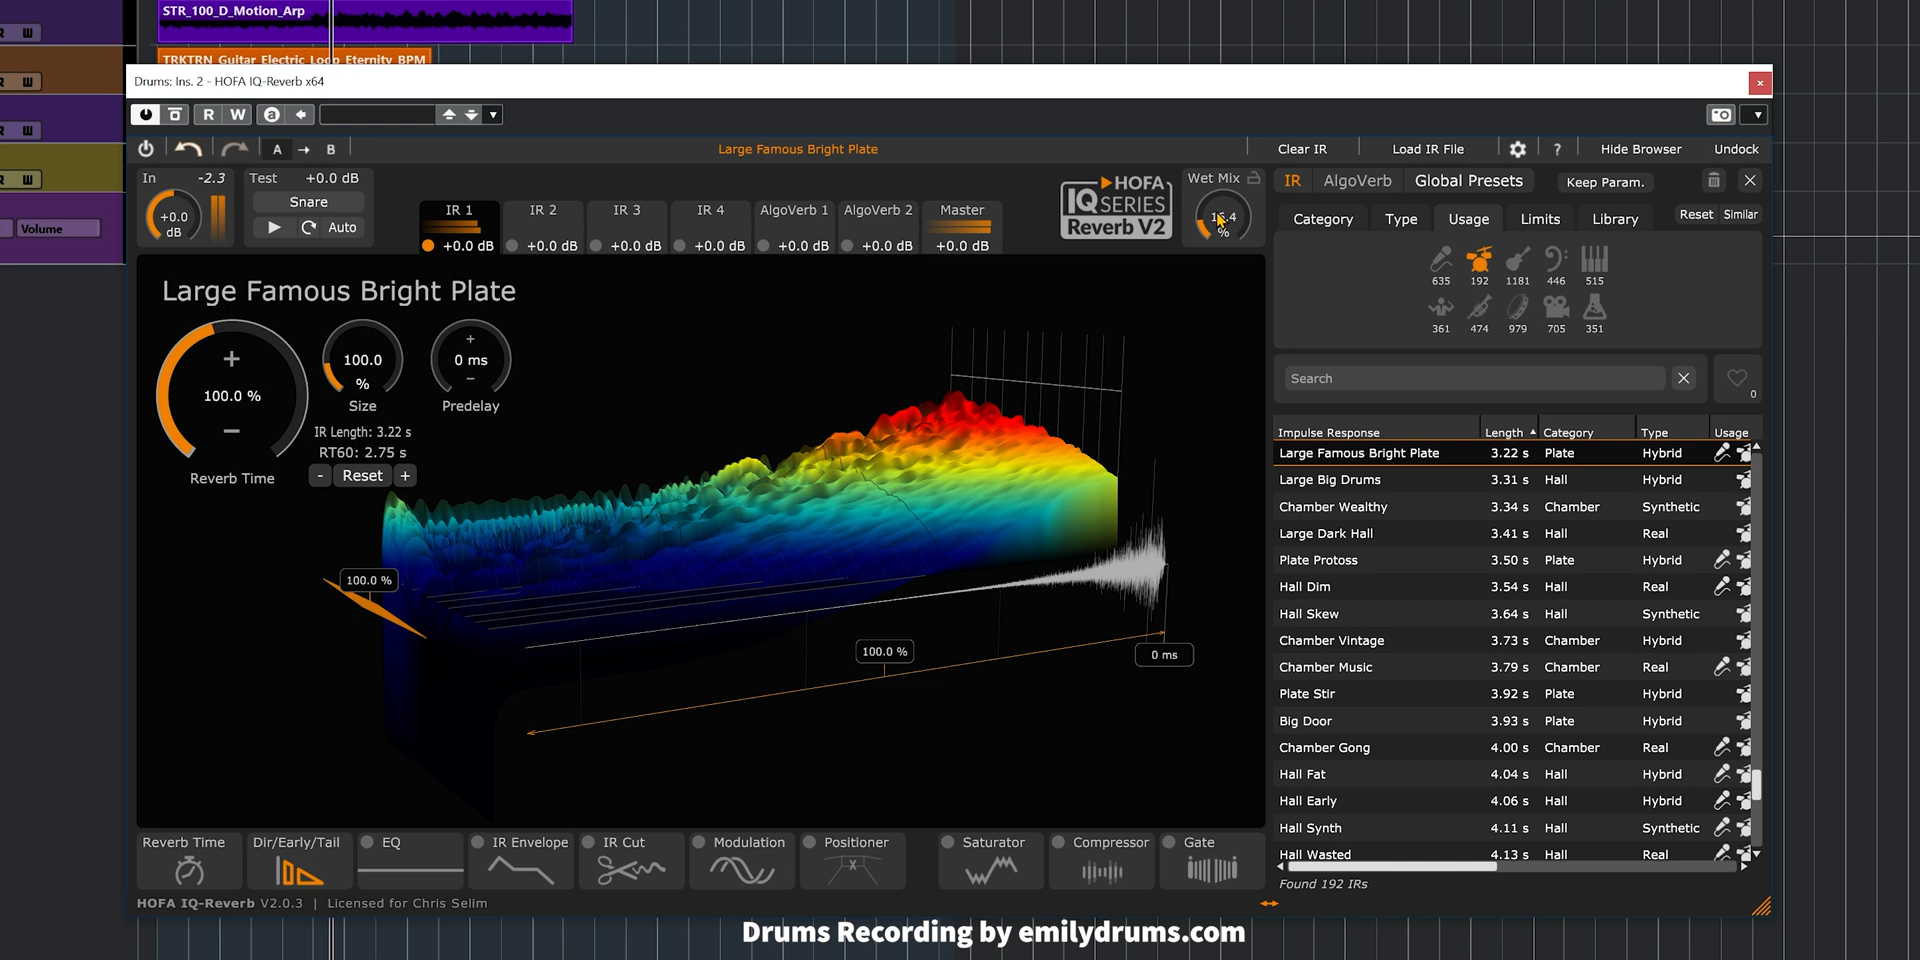 STR_100_D_Motion_Arp
TRKTRN Guitar Electric Loop Eternity BPM
R W
R W
R W
R W
Volume
Drums: Ins. 2 - HOFA IQ-Reverb x64
R W a
A → B
Large Famous Bright Plate
Clear IR Load IR File ? Hide Browser Undock
In -2.3
+0.0
dB
Test +0.0 dB
Snare
Auto
IR 1 IR 2 IR 3 IR 4 AlgoVerb 1 AlgoVerb 2 Master
+0.0 dB +0.0 dB +0.0 dB +0.0 dB +0.0 dB +0.0 dB +0.0 dB
HOFA
IQ SERIES
Reverb V2
Wet Mix
%
IR AlgoVerb Global Presets Keep Param.
Category Type Usage Limits Library Reset Similar
635 192 1181 446 515
361 474 979 705 351
Search
0
Large Famous Bright Plate
+
100.0 %
−
Reverb Time
100.0
%
Size
+
0 ms
−
Predelay
IR Length: 3.22 s
RT60: 2.75 s
- Reset +
100.0 %
100.0 %
0 ms
Impulse Response Length Category Type Usage
Large Famous Bright Plate 3.22 s Plate Hybrid
Large Big Drums 3.31 s Hall Hybrid
Chamber Wealthy 3.34 s Chamber Synthetic
Large Dark Hall 3.41 s Hall Real
Plate Protoss 3.50 s Plate Hybrid
Hall Dim 3.54 s Hall Real
Hall Skew 3.64 s Hall Synthetic
Chamber Vintage 3.73 s Chamber Hybrid
Chamber Music 3.79 s Chamber Real
Plate Stir 3.92 s Plate Hybrid
Big Door 3.93 s Plate Hybrid
Chamber Gong 4.00 s Chamber Real
Hall Fat 4.04 s Hall Hybrid
Hall Early 4.06 s Hall Hybrid
Hall Synth 4.11 s Hall Synthetic
Hall Wasted 4.13 s Hall Real
Found 192 IRs
Reverb Time Dir/Early/Tail EQ IR Envelope IR Cut Modulation Positioner Saturator Compressor Gate
HOFA IQ-Reverb V2.0.3 | Licensed for Chris Selim
Drums Recording by emilydrums.com